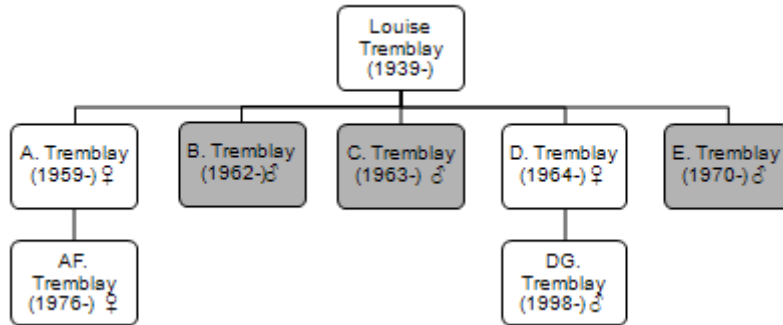 Louise
Tremblay
(1939-)
A. Tremblay
(1959-) ♀
B. Tremblay
(1962-)♂
C. Tremblay
(1963-) ♂
D. Tremblay
(1964-) ♀
E. Tremblay
(1970-)♂
AF.
Tremblay
(1976-) ♀
DG.
Tremblay
(1998-)♂